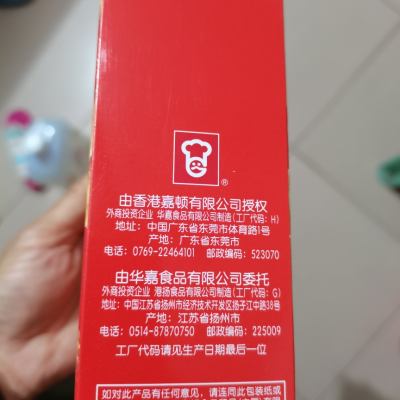 ®
由香港嘉顿有限公司授权
外商投资企业 华嘉食品有限公司制造(工厂代码:H)
地址: 中国广东省东莞市体育路1号
产地: 广东省东莞市
电话: 0769-22464101 邮政编码: 523070
由华嘉食品有限公司委托
外商投资企业 港扬食品有限公司制造(工厂代码:G)
地址:中国江苏省扬州市经济技术开发区扬子江中路38号
产地: 江苏省扬州市
电话: 0514-87870750 邮政编码: 225009
工厂代码请见生产日期最后一位
如对此产品有任何意见, 请连同此包装纸或